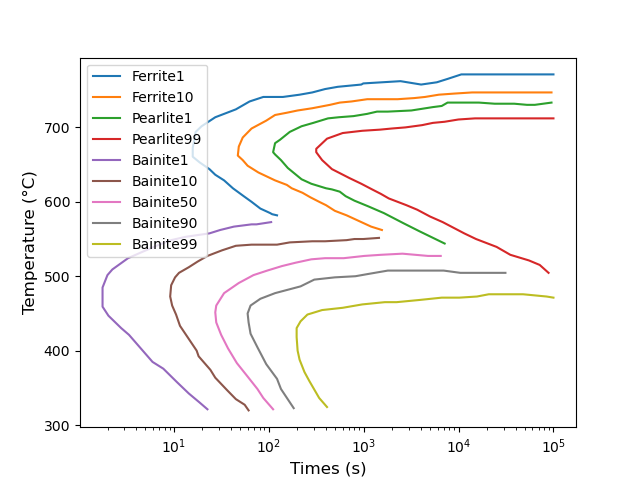 Ferrite1
Ferrite10
Pearlite1
Pearlite99
Bainite1
Bainite10
Bainite50
Bainite90
Bainite99
700
600
500
400
300
Temperature (°C)
10¹ 10² 10³ 10⁴ 10⁵
Times (s)